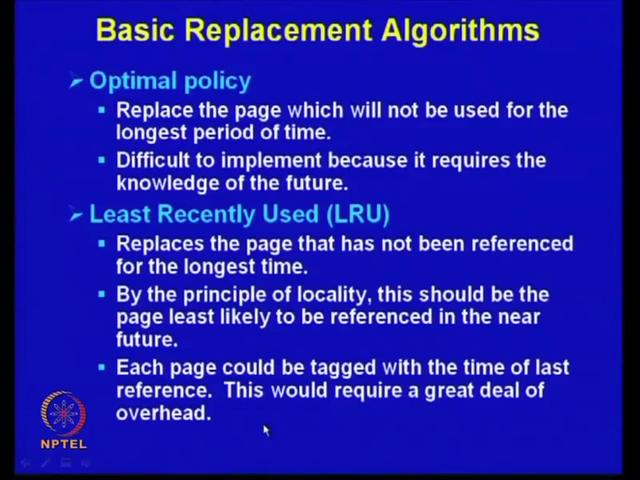 Basic Replacement Algorithms
Optimal policy
Replace the page which will not be used for the
longest period of time.
Difficult to implement because it requires the
knowledge of the future.
Least Recently Used (LRU)
Replaces the page that has not been referenced
for the longest time.
By the principle of locality, this should be the
page least likely to be referenced in the near
future.
Each page could be tagged with the time of last
reference. This would require a great deal of
overhead.
NPTEL